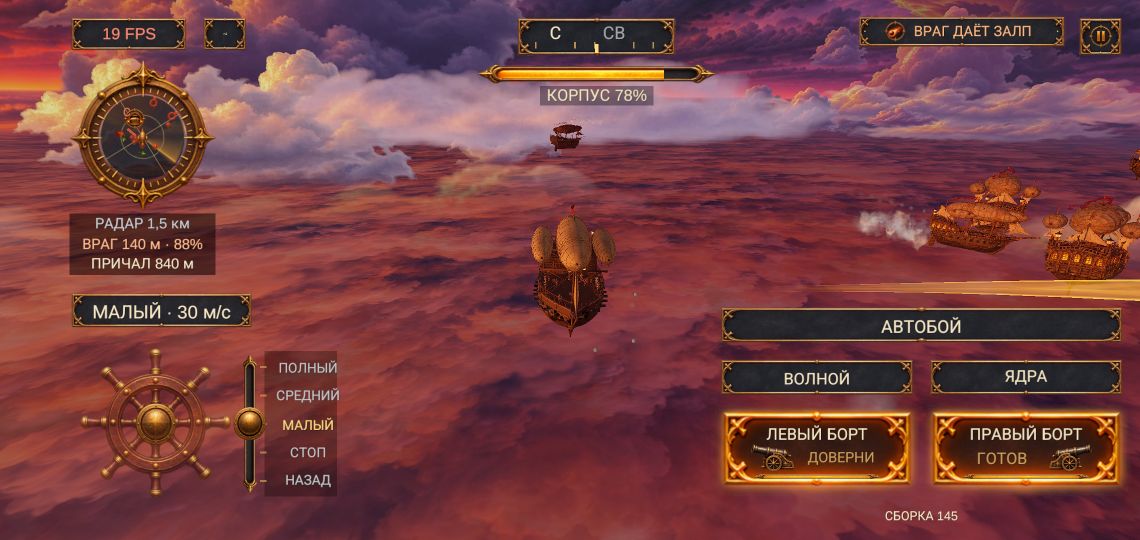 19 FPS
С
СВ
ВРАГ ДАЁТ ЗАЛП
КОРПУС 78%
РАДАР 1,5 км
ВРАГ 140 м · 88%
ПРИЧАЛ 840 м
МАЛЫЙ · 30 м/с
ПОЛНЫЙ
СРЕДНИЙ
МАЛЫЙ
СТОП
НАЗАД
АВТОБОЙ
ВОЛНОЙ
ЯДРА
ЛЕВЫЙ БОРТ
ДОВЕРНИ
ПРАВЫЙ БОРТ
ГОТОВ
СБОРКА 145